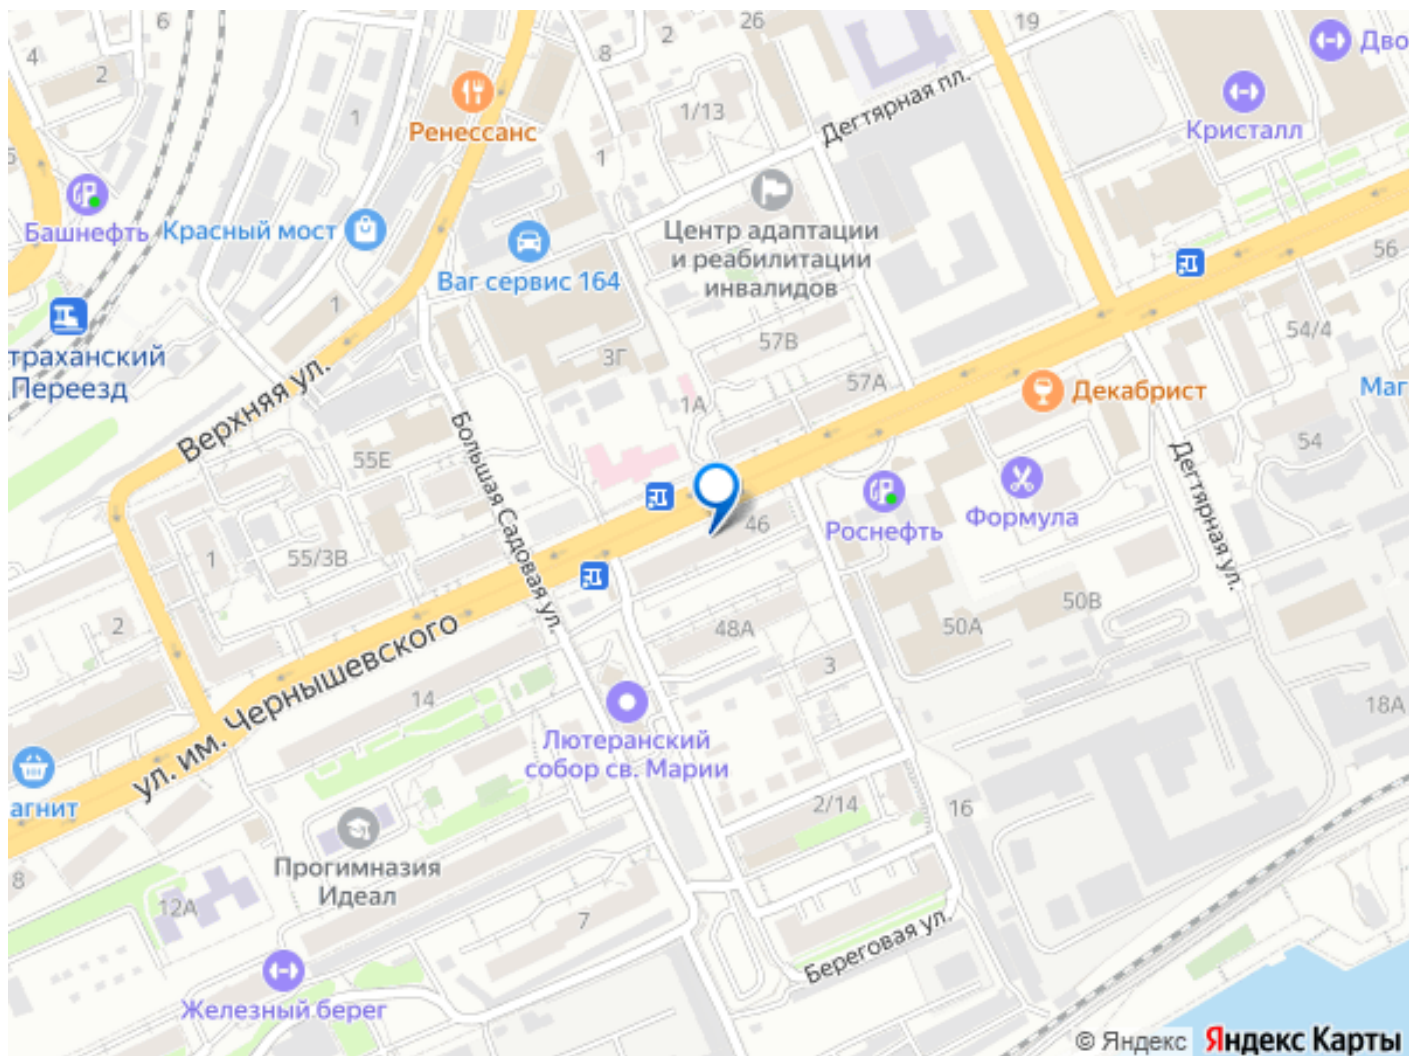 6
4
2
2
26
8
19
Дво
1
Ренессанс
1/13
Дегтярная пл.
Кристалл
1
Башнефть
Красный мост
Ваг сервис 164
Центр адаптации
и реабилитации
инвалидов
56
1
траханский
Переезд
Верхняя ул.
3Г
57В
57А
54/4
1А
Декабрист
Маг
55Е
Большая Садовая ул.
54
Дегтярная ул.
46
Роснефть
Формула
1
55/3В
2
48А
50А
50В
ул. им. Чернышевского
3
14
18А
Лютеранский
собор св. Марии
агнит
2/14
16
Прогимназия
Идеал
8
12А
7
Береговая ул.
Железный берег
© Яндекс Яндекс Карты